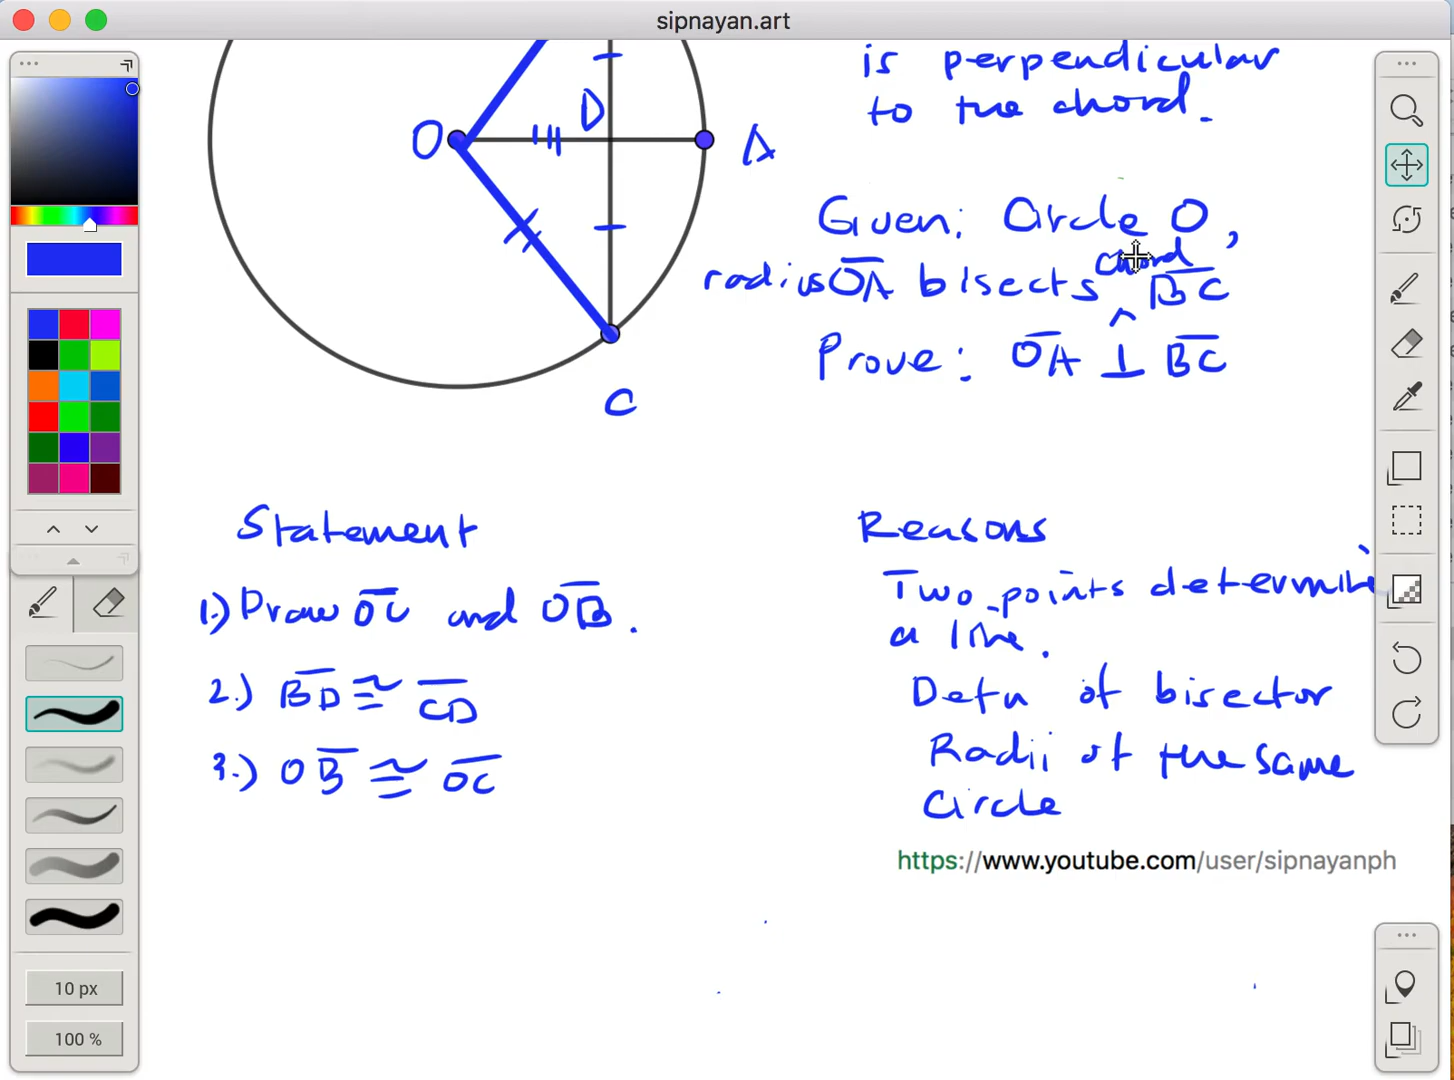 sipnayan.art
is perpendicular
to the chord.
D
O
A
Given: Circle O,
chord
radius OA bisects BC
^
Prove: OA ⊥ BC
C
Statement
Reasons
1.) Draw OC and OB.
Two points determine
a line.
2.) BD ≅ CD
Defn of bisector
3.) OB ≅ OC
Radii of the same
Circle
https://www.youtube.com/user/sipnayanph
10 px
100 %